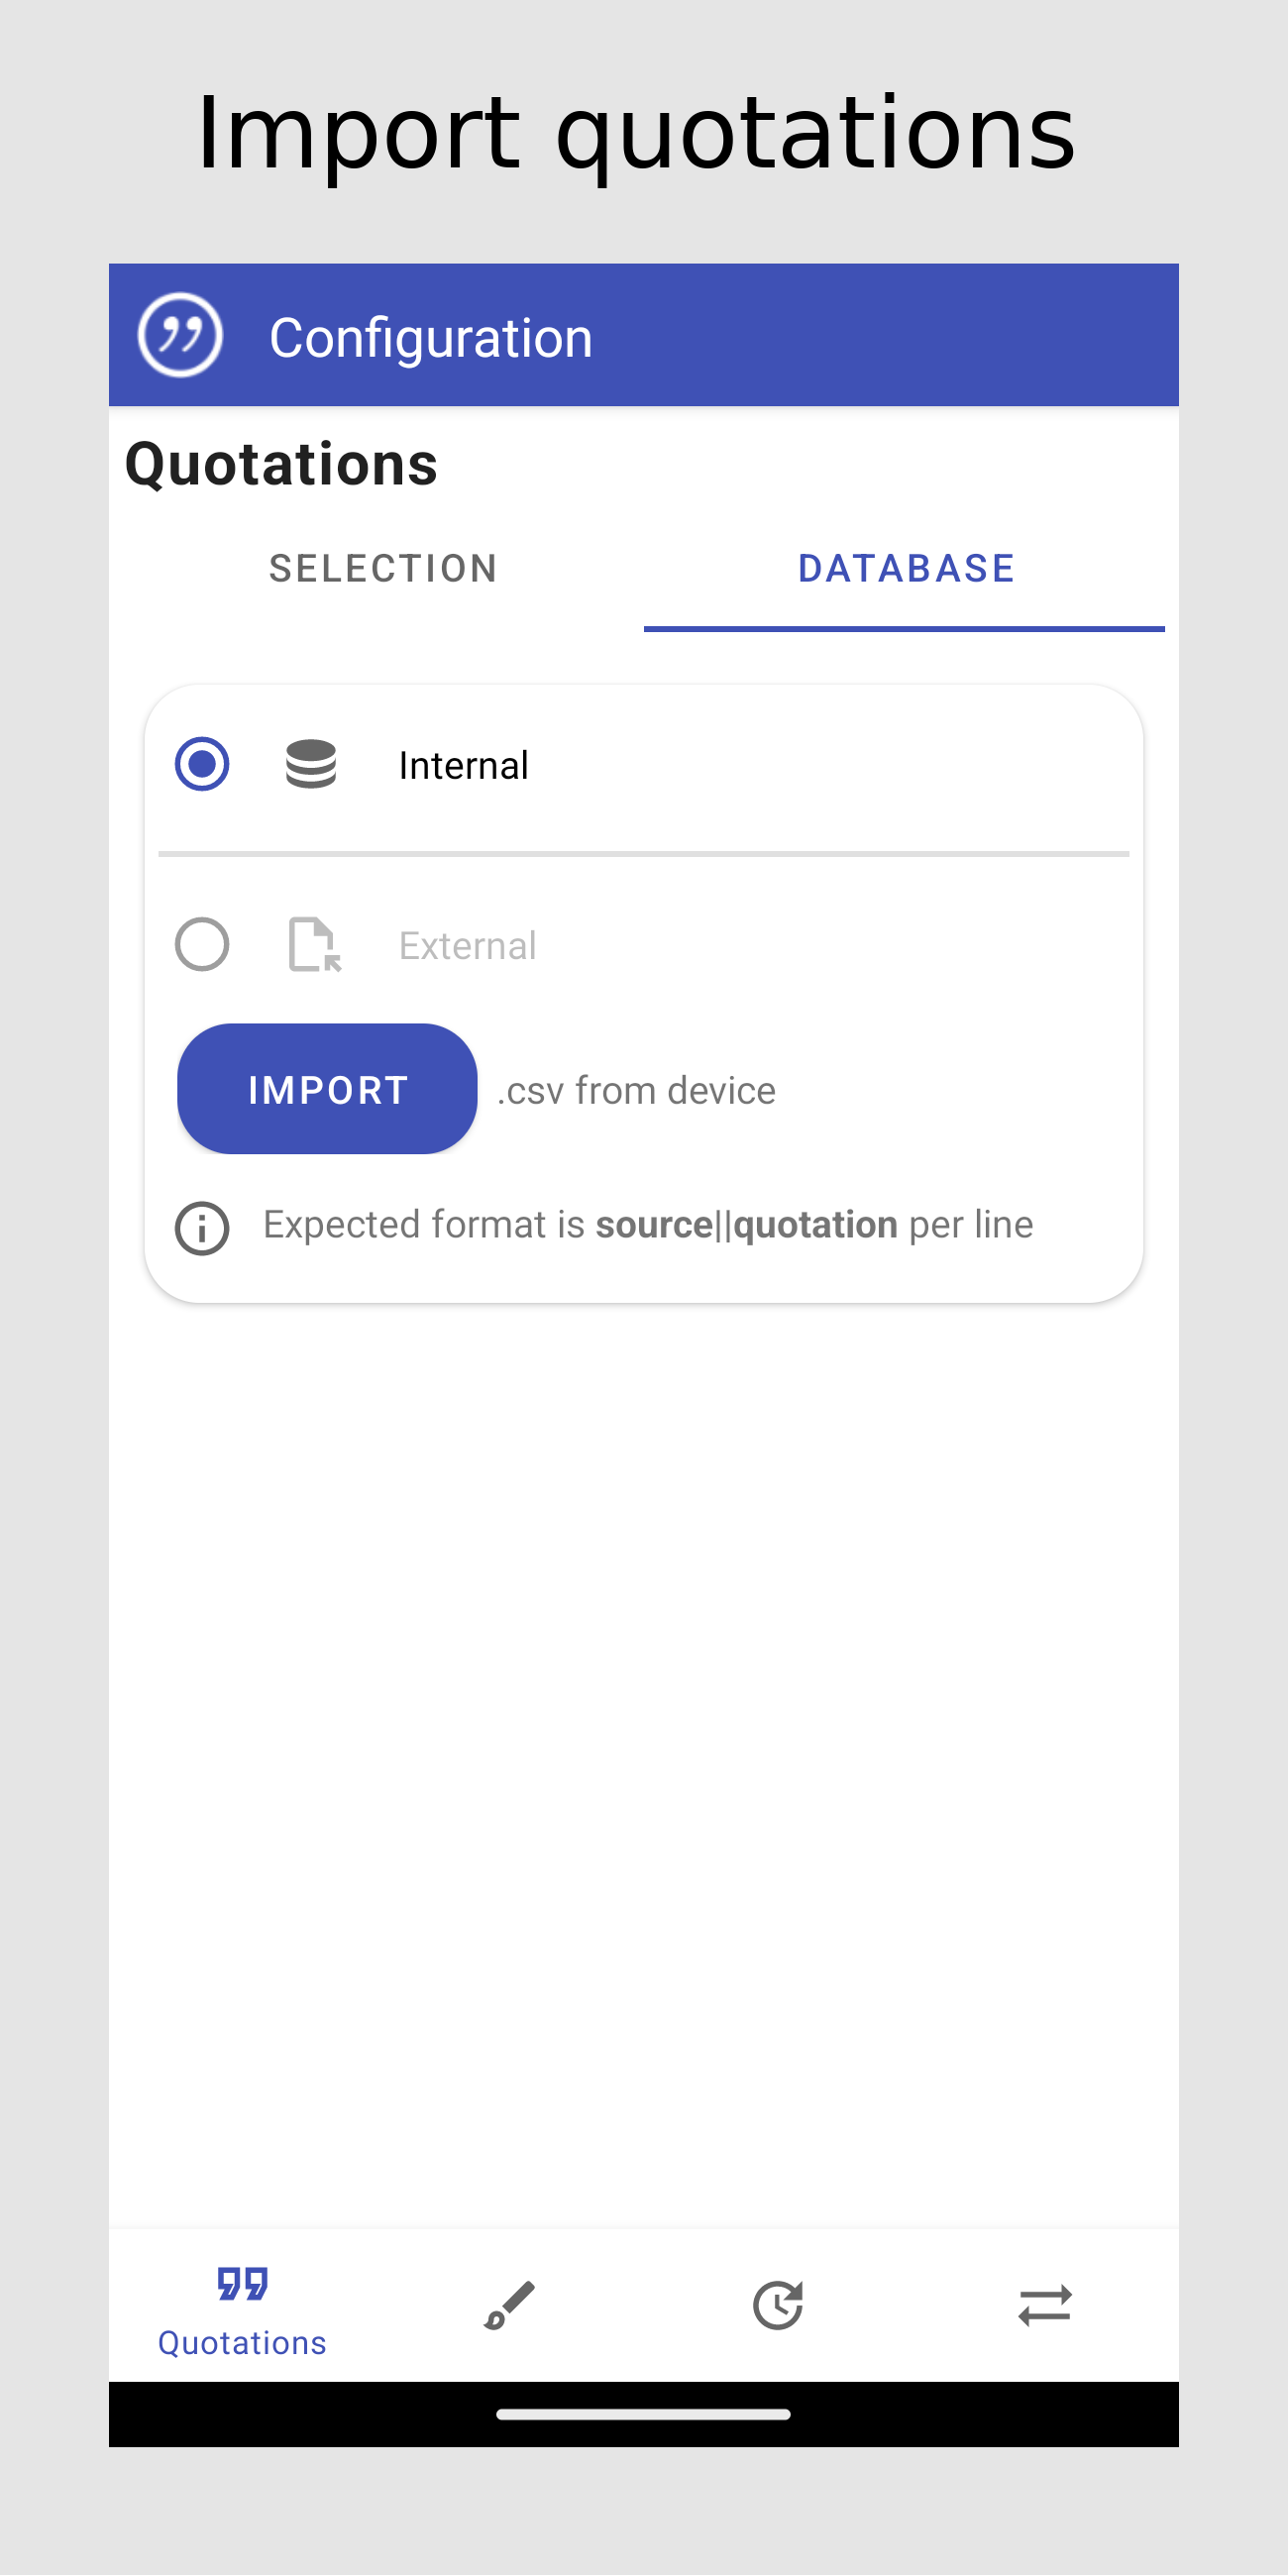 Import quotations
Configuration
Quotations
SELECTION
DATABASE
Internal
External
IMPORT
.csv from device
Expected format is source||quotation per line
Quotations